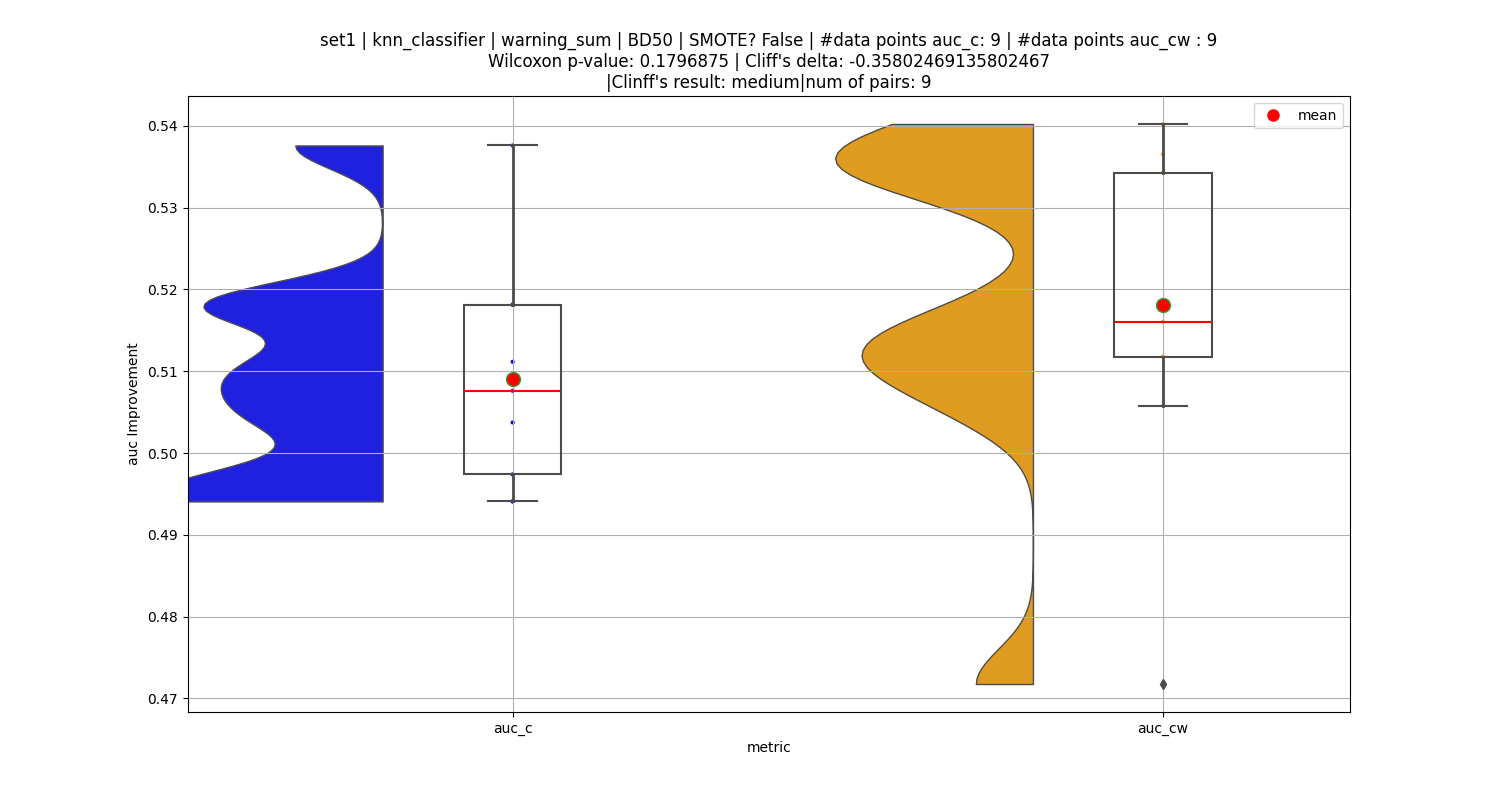 set1 | knn_classifier | warning_sum | BD50 | SMOTE? False | #data points auc_c: 9 | #data points auc_cw : 9
Wilcoxon p-value: 0.1796875 | Cliff's delta: -0.35802469135802467
|Clinff's result: medium|num of pairs: 9
mean
0.54
0.53
0.52
0.51
0.50
0.49
0.48
0.47
auc Improvement
auc_c
auc_cw
metric